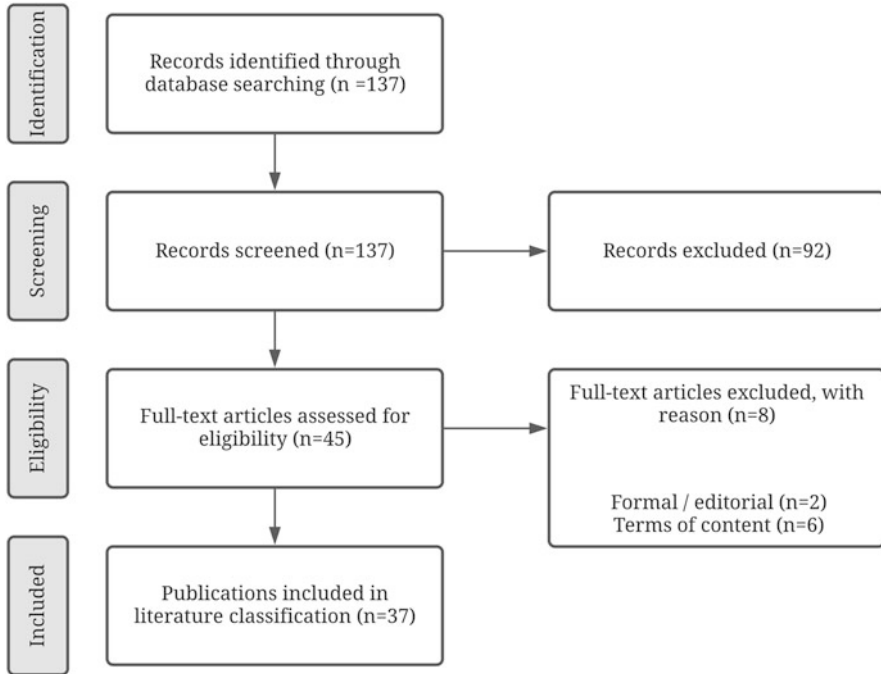 Identification
Records identified through
database searching (n =137)
Screening
Records screened (n=137)
Records excluded (n=92)
Eligibility
Full-text articles assessed for
eligibility (n=45)
Full-text articles excluded, with
reason (n=8)
Formal / editorial (n=2)
Terms of content (n=6)
Included
Publications included in
literature classification (n=37)